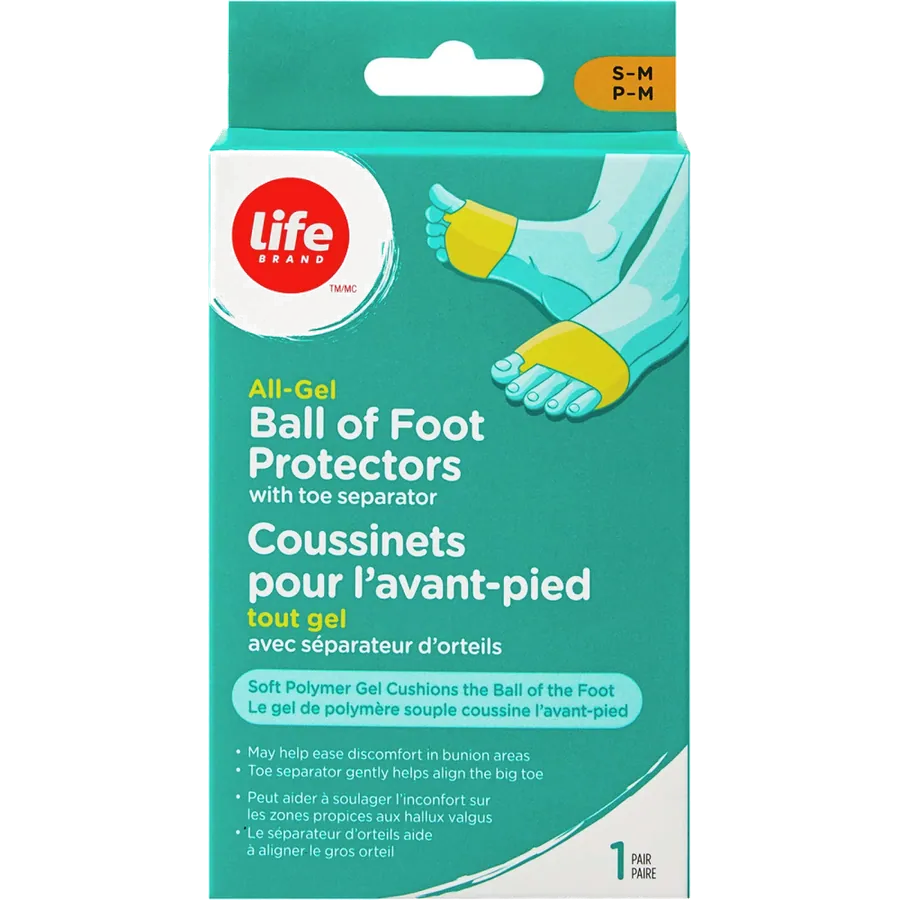 S-M
P-M
life
BRAND
TM/MC
All-Gel
Ball of Foot
Protectors
with toe separator
Coussinets
pour l'avant-pied
tout gel
avec séparateur d'orteils
Soft Polymer Gel Cushions the Ball of the Foot
Le gel de polymère souple coussine l'avant-pied
• May help ease discomfort in bunion areas
• Toe separator gently helps align the big toe
• Peut aider à soulager l'inconfort sur
les zones propices aux hallux valgus
• Le séparateur d'orteils aide
à aligner le gros orteil
1 PAIR
PAIRE